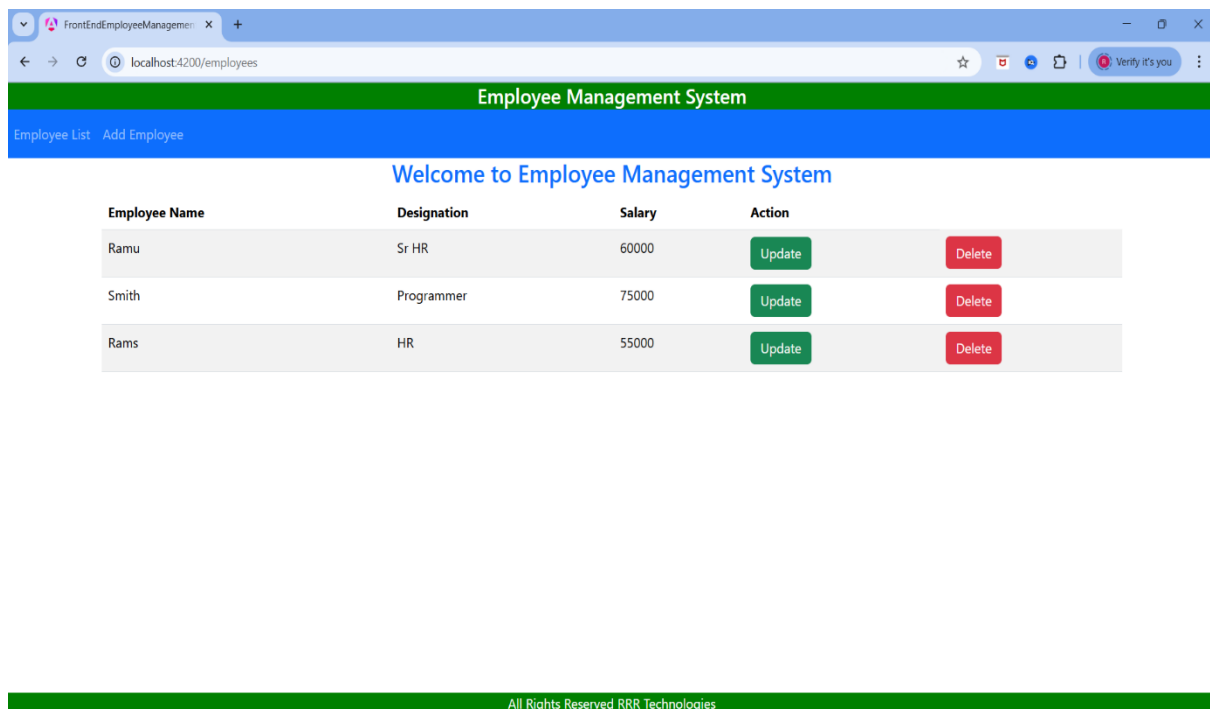 FrontEndEmployeeManagemen
localhost:4200/employees
Verify it's you
Employee Management System
Employee List Add Employee
Welcome to Employee Management System
Employee Name Designation Salary Action
Ramu Sr HR 60000 Update Delete
Smith Programmer 75000 Update Delete
Rams HR 55000 Update Delete
All Rights Reserved RRR Technologies